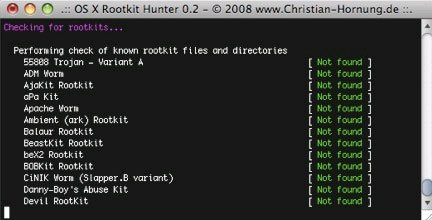 .:: OS X Rootkit Hunter 0.2 - © 2008 www.Christian-Hornung.de ::.
Checking for rootkits...
Performing check of known rootkit files and directories
55808 Trojan - Variant A [ Not found ]
ADM Worm [ Not found ]
AjaKit Rootkit [ Not found ]
aPa Kit [ Not found ]
Apache Worm [ Not found ]
Ambient (ark) Rootkit [ Not found ]
Balaur Rootkit [ Not found ]
BeastKit Rootkit [ Not found ]
beX2 Rootkit [ Not found ]
BOBKit Rootkit [ Not found ]
CiNIK Worm (Slapper.B variant) [ Not found ]
Danny-Boy's Abuse Kit [ Not found ]
Devil RootKit [ Not found ]